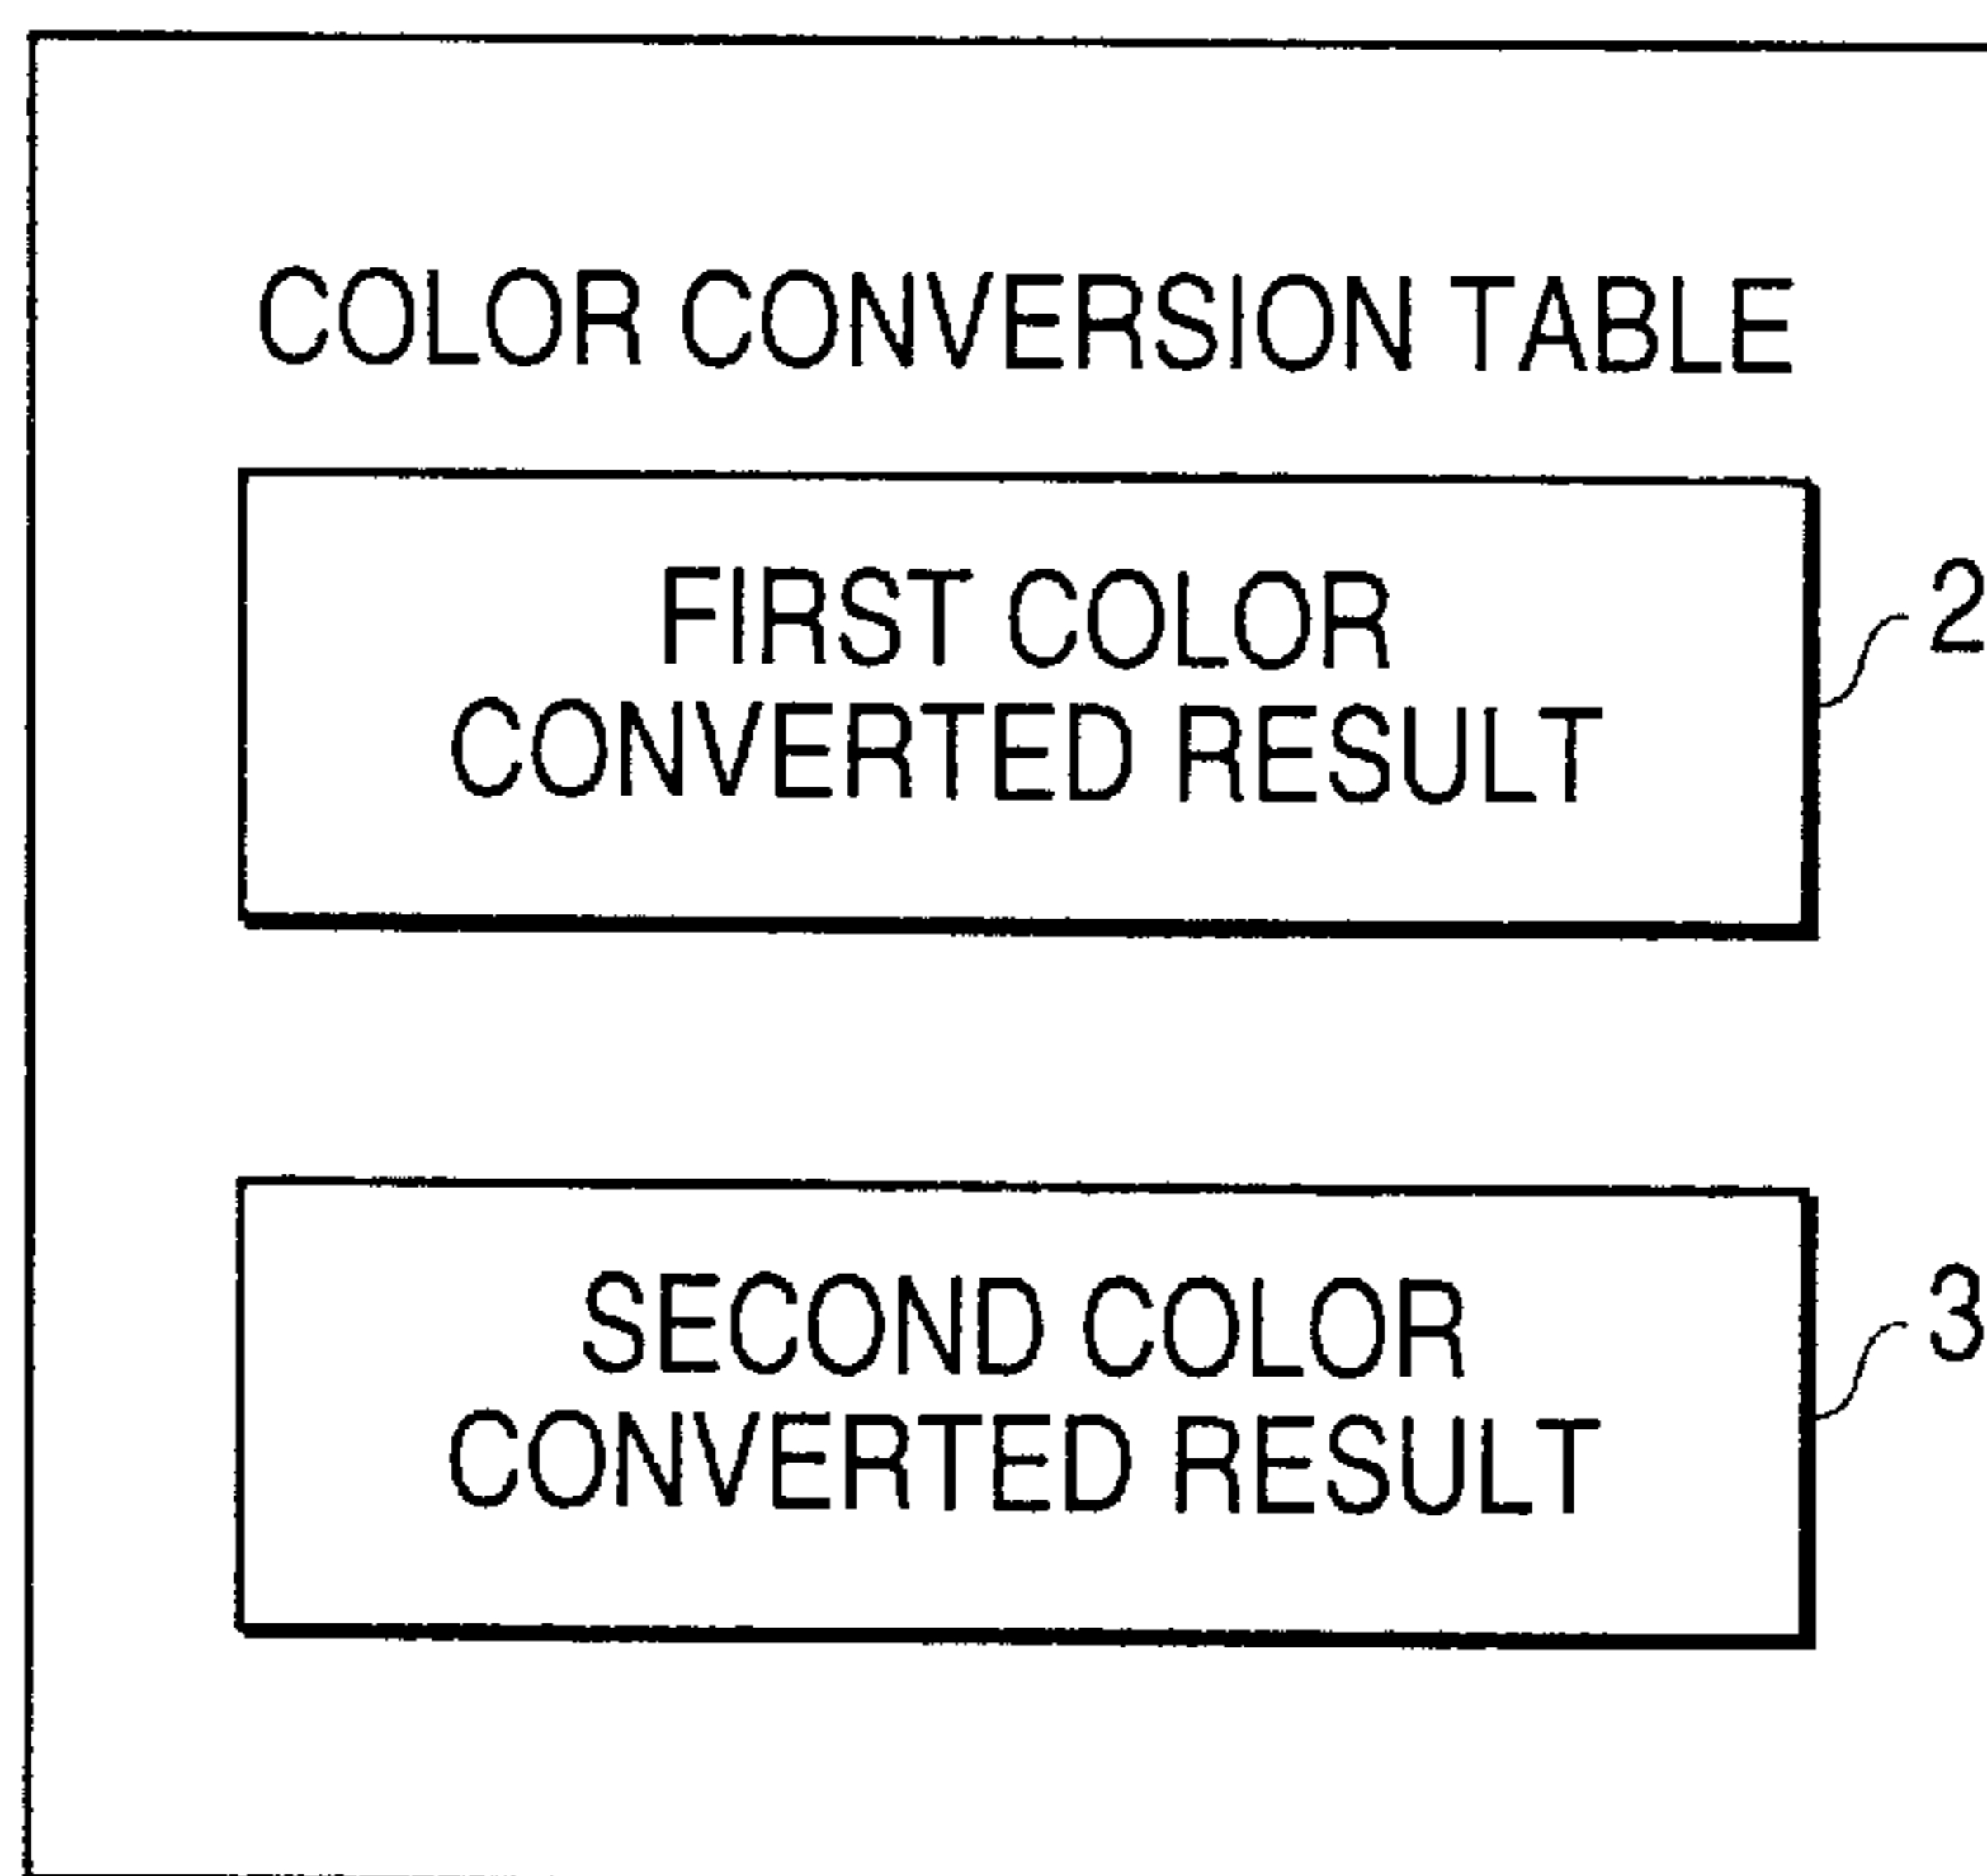 COLOR CONVERSION TABLE
FIRST COLOR
CONVERTED RESULT
2
SECOND COLOR
CONVERTED RESULT
3